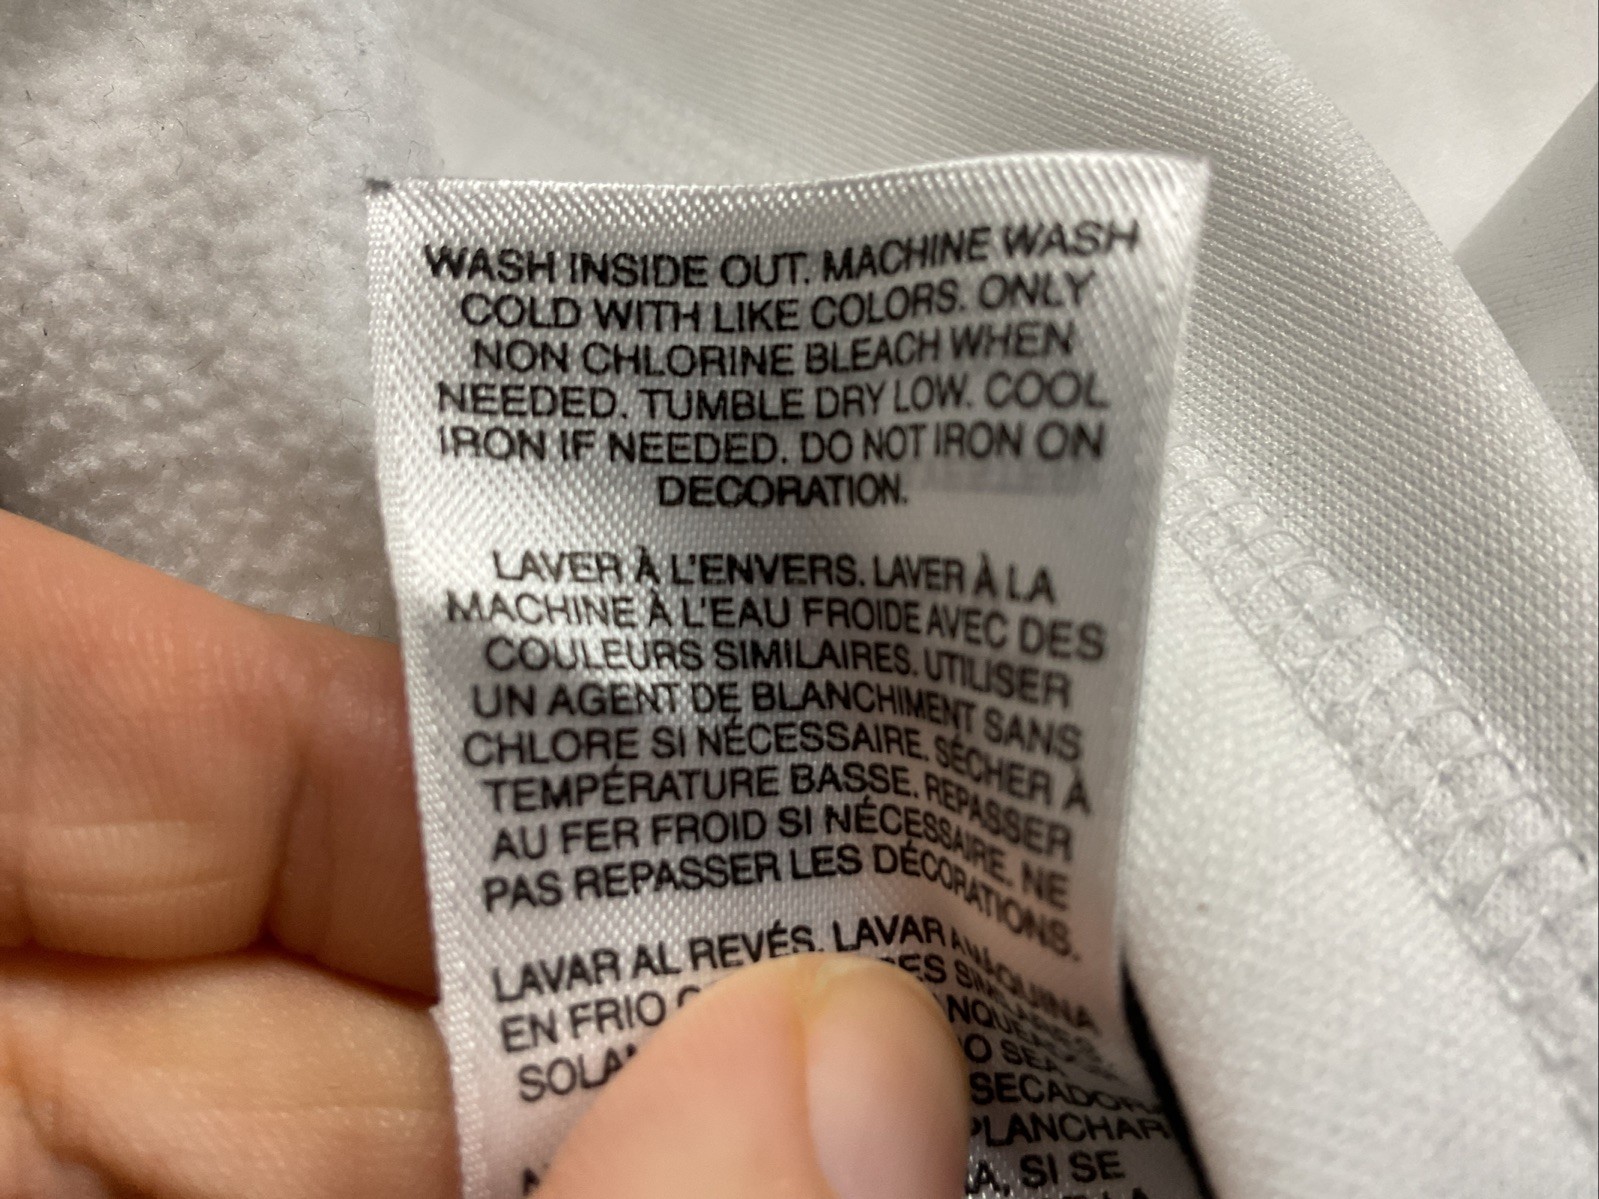 WASH INSIDE OUT. MACHINE WASH
COLD WITH LIKE COLORS. ONLY
NON CHLORINE BLEACH WHEN
NEEDED. TUMBLE DRY LOW. COOL
IRON IF NEEDED. DO NOT IRON ON
DECORATION.
LAVER À L'ENVERS. LAVER À LA
MACHINE À L'EAU FROIDE AVEC DES
COULEURS SIMILAIRES. UTILISER
UN AGENT DE BLANCHIMENT SANS
CHLORE SI NÉCESSAIRE. SÉCHER À
TEMPÉRATURE BASSE. REPASSER
AU FER FROID SI NÉCESSAIRE. NE
PAS REPASSER LES DÉCORATIONS.
LAVAR AL REVÉS. LAVAR A MÁQUINA
EN FRIO SIMILARES
SECADORA
PLANCHAR
SI SE